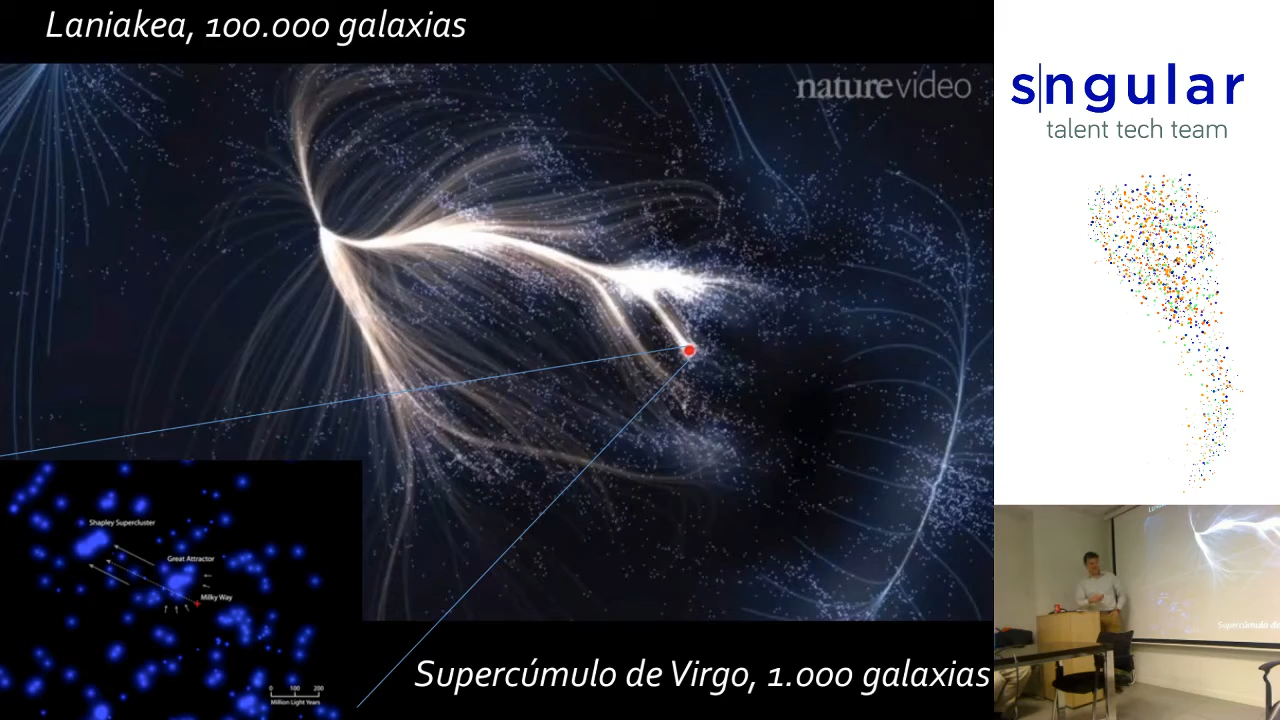 Laniakea, 100.000 galaxias
naturevideo
sngular
talent tech team
Shapley Supercluster
Great Attractor
Milky Way
0 100 200
Million Light Years
Supercúmulo de Virgo, 1.000 galaxias